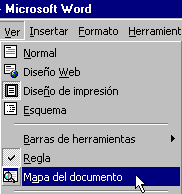 - Microsoft Word
Ver Insertar Formato Herramient
Normal
Diseño Web
Diseño de impresión
Esquema
Barras de herramientas
Regla
Mapa del documento